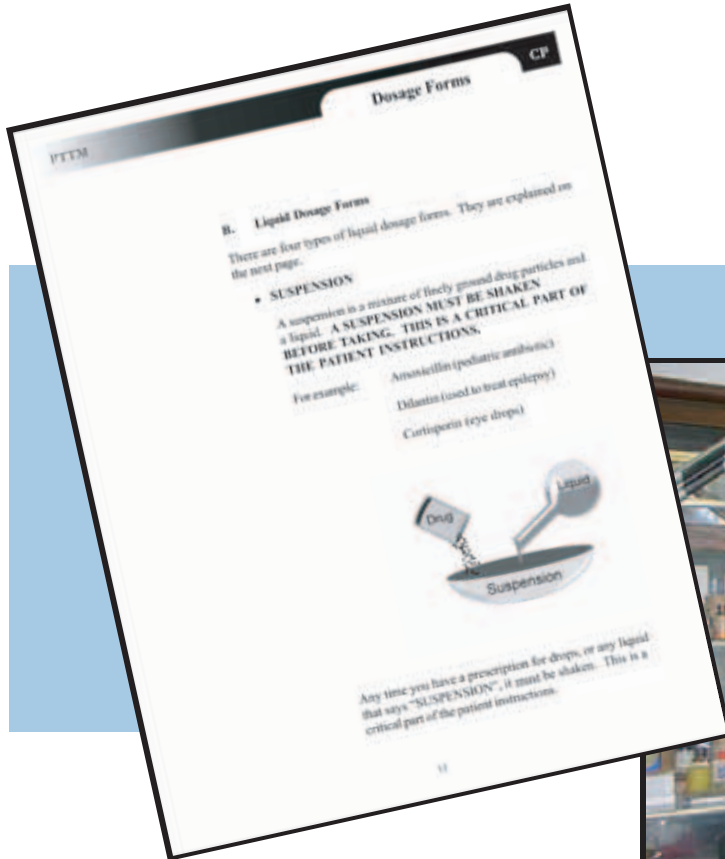 PTTM
CP
Dosage Forms
B. Liquid Dosage Forms
There are four types of liquid dosage forms. They are explained on
the next page.
• SUSPENSION
A suspension is a mixture of finely ground drug particles and
a liquid. A SUSPENSION MUST BE SHAKEN
BEFORE TAKING. THIS IS A CRITICAL PART OF
THE PATIENT INSTRUCTIONS.
For example: Amoxicillin (pediatric antibiotic)
Dilantin (used to treat epilepsy)
Cortisporin (eye drops)
Drug
Liquid
Suspension
Any time you have a prescription for drops, or any liquid
that says "SUSPENSION", it must be shaken. This is a
critical part of the patient instructions.